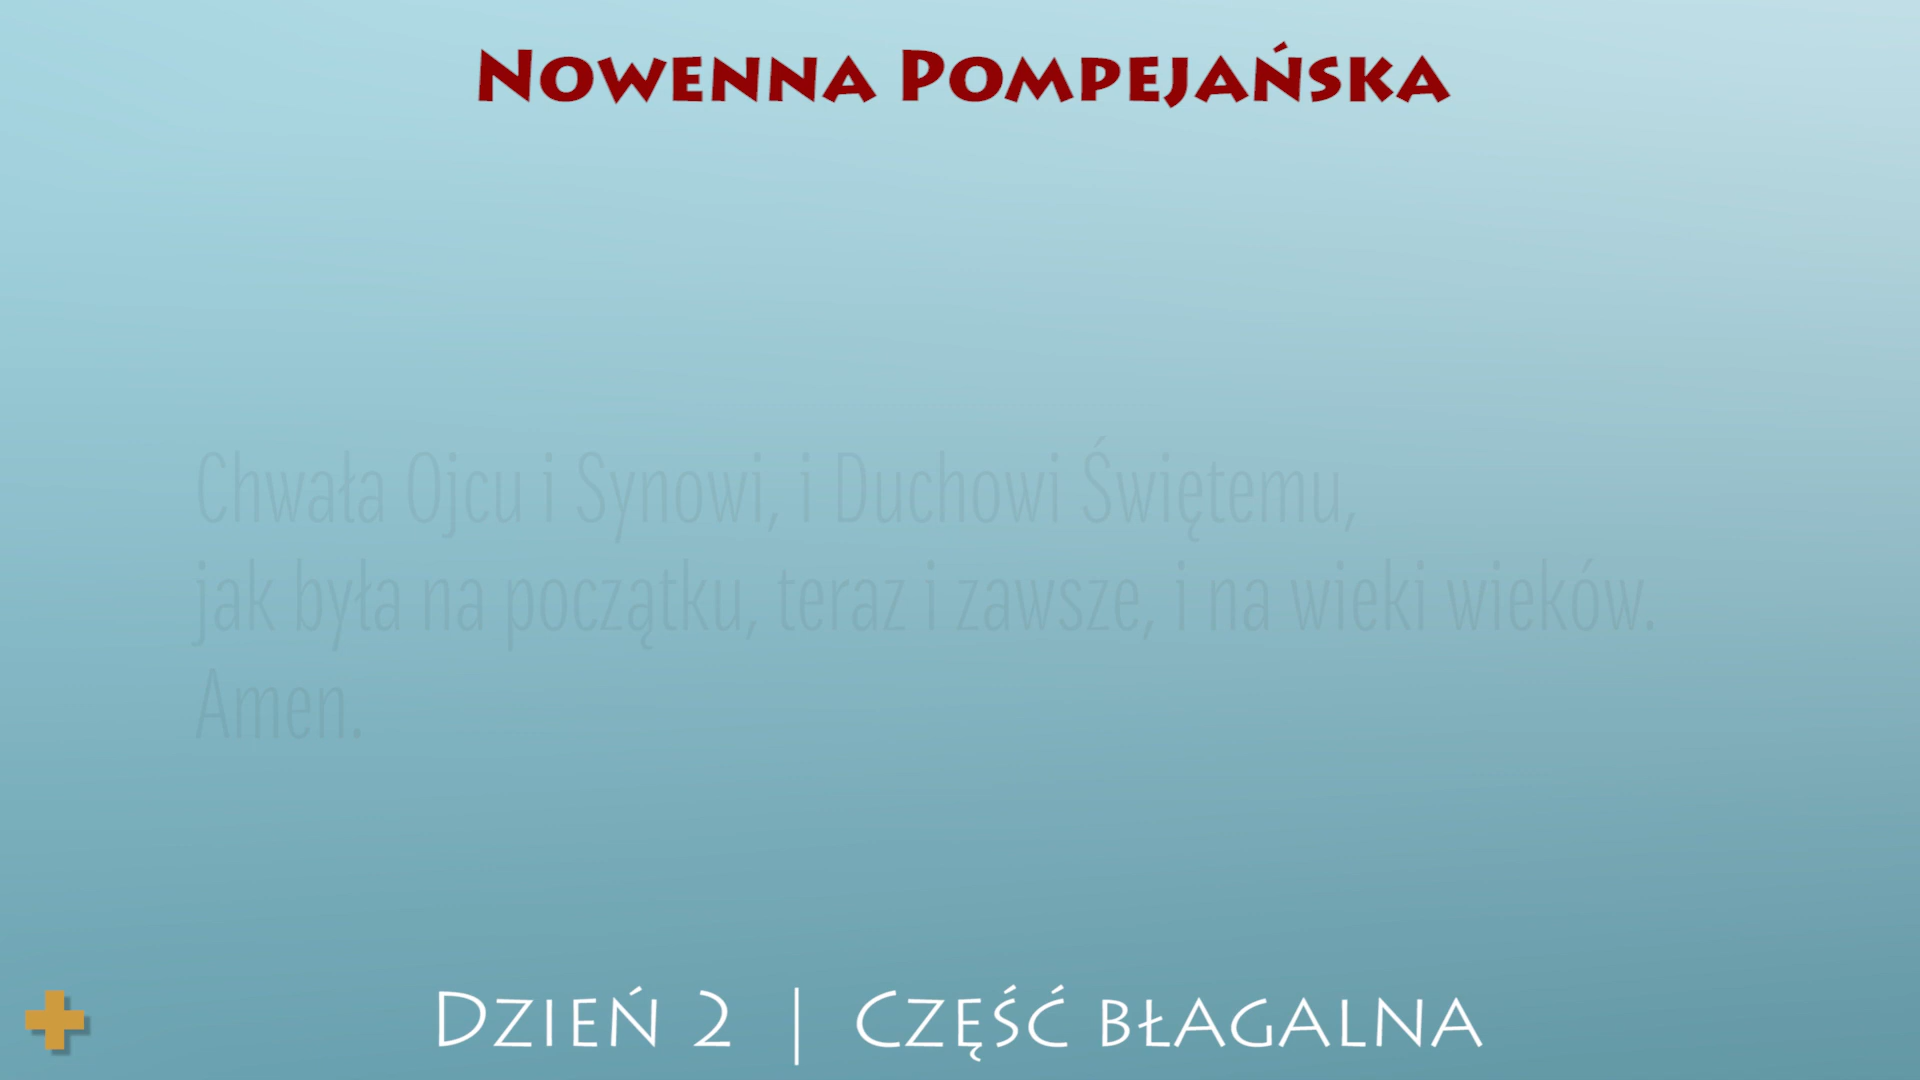 Nowenna Pompejańska
Chwała Ojcu i Synowi, i Duchowi Świętemu,
jak była na początku, teraz i zawsze, i na wieki wieków.
Amen.
Dzień 2 | Część błagalna